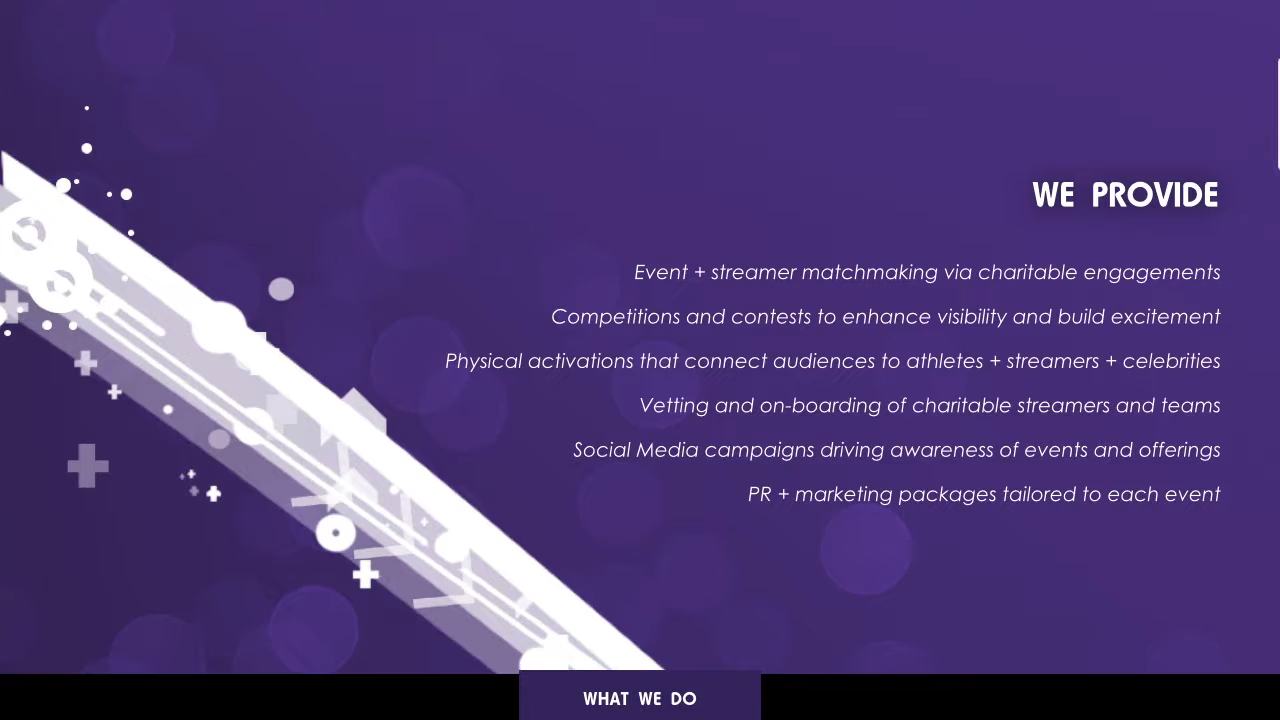 WE PROVIDE
Event + streamer matchmaking via charitable engagements
Competitions and contests to enhance visibility and build excitement
Physical activations that connect audiences to athletes + streamers + celebrities
Vetting and on-boarding of charitable streamers and teams
Social Media campaigns driving awareness of events and offerings
PR + marketing packages tailored to each event
WHAT WE DO